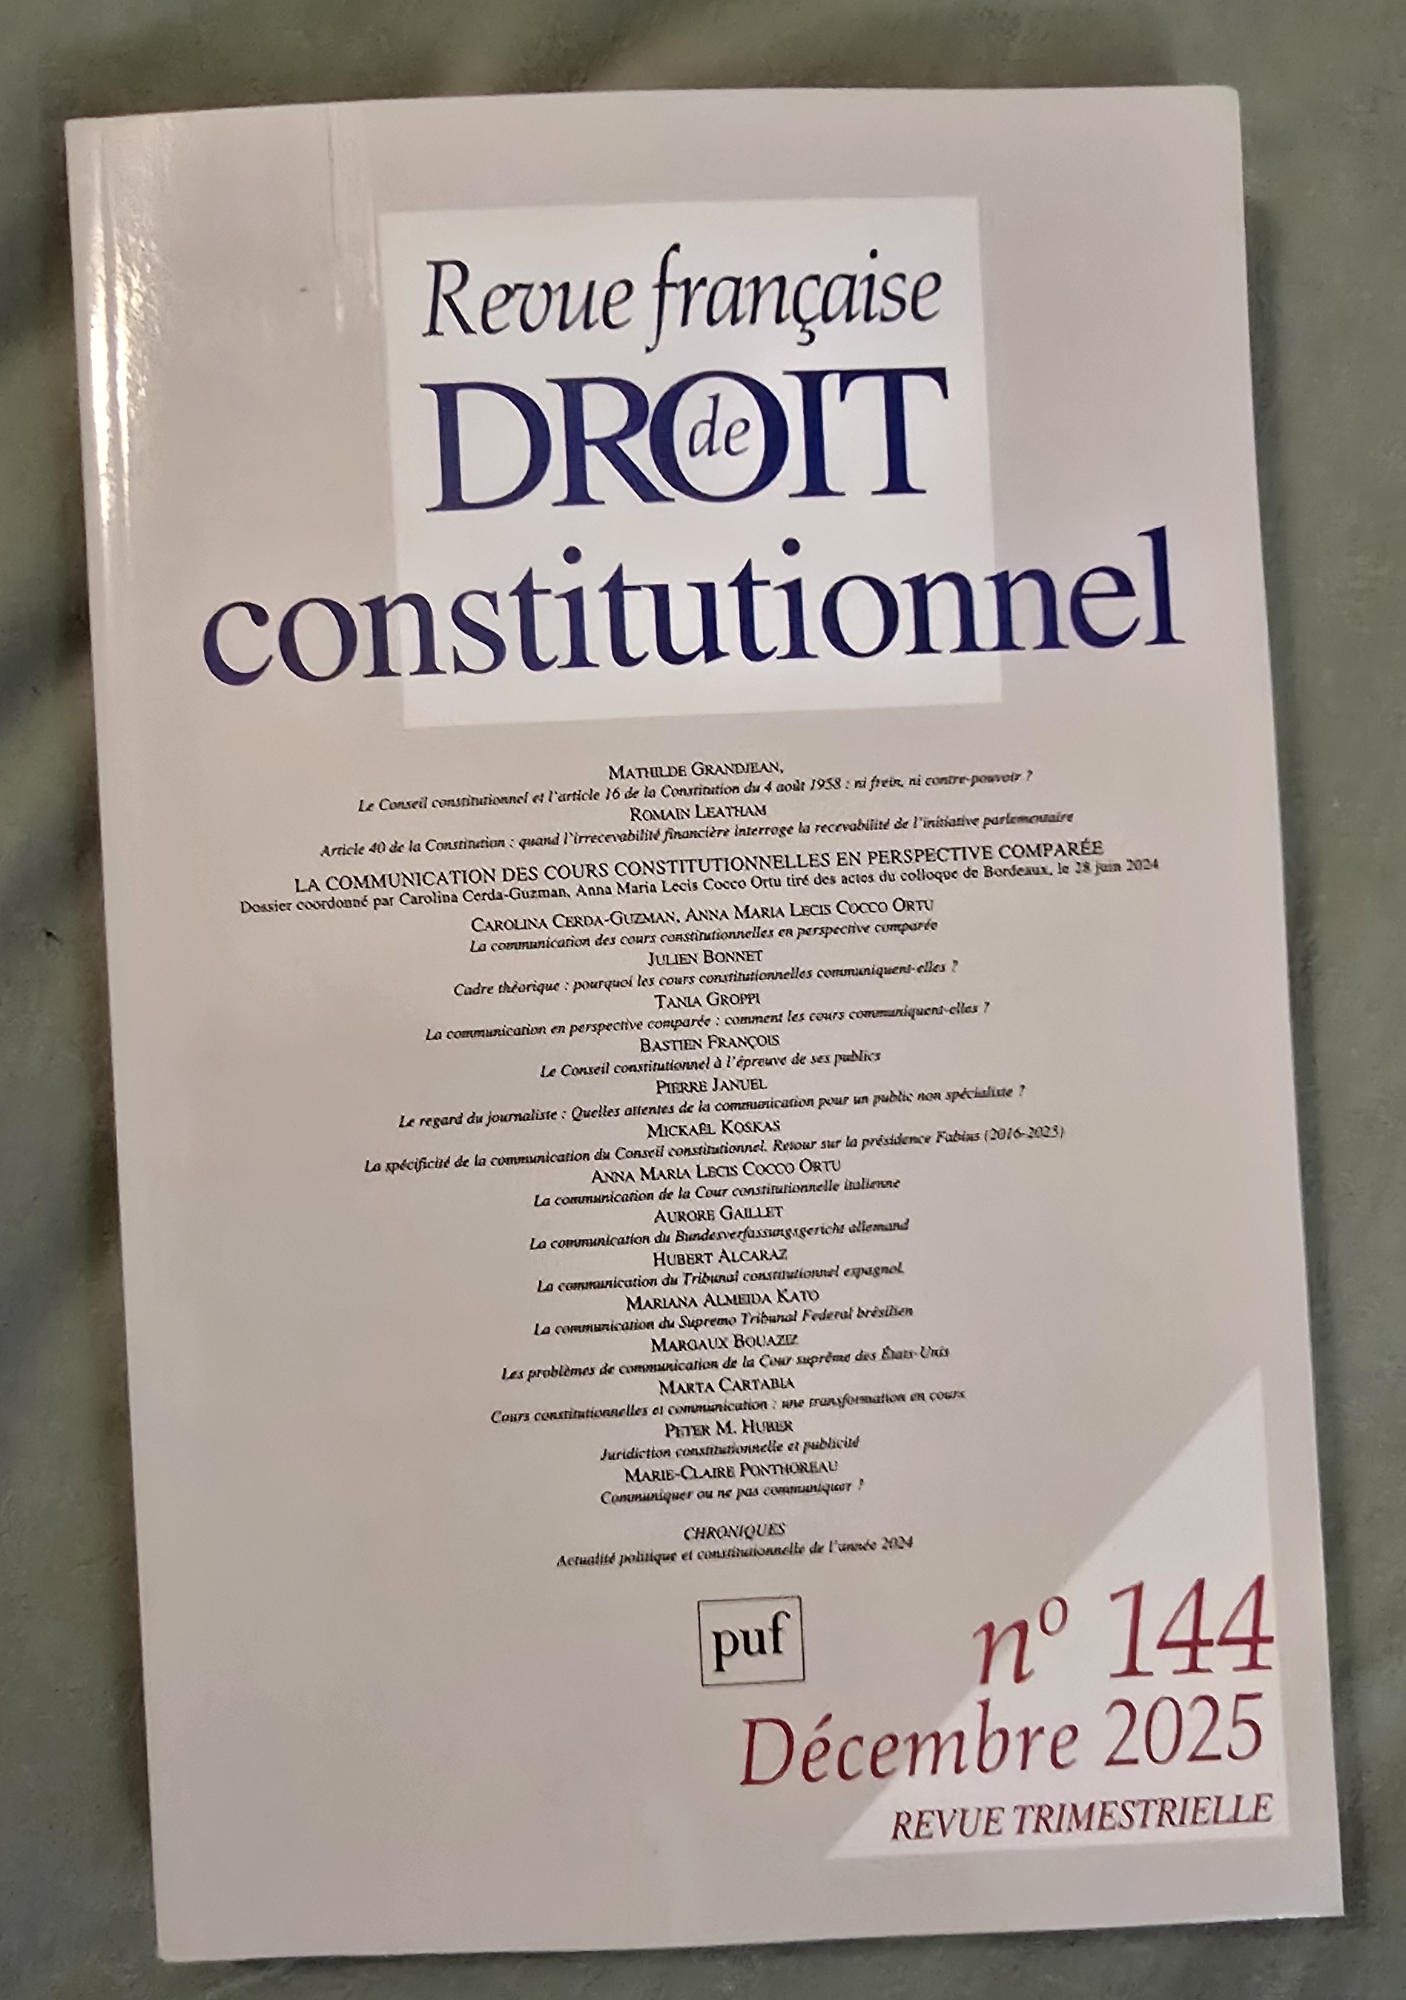 Revue française
DROIT
de
constitutionnel
MATHILDE GRANDJEAN,
Le Conseil constitutionnel et l'article 16 de la Constitution du 4 août 1958 : ni frein, ni contre-pouvoir ?
ROMAIN LEATHAM
Article 40 de la Constitution : quand l'irrecevabilité financière interroge la recevabilité de l'initiative parlementaire
LA COMMUNICATION DES COURS CONSTITUTIONNELLES EN PERSPECTIVE COMPARÉE
Dossier coordonné par Carolina Cerda-Guzman, Anna Maria Lecis Cocco Ortu tiré des actes du colloque de Bordeaux, le 28 juin 2024
CAROLINA CERDA-GUZMAN, ANNA MARIA LECIS COCCO ORTU
La communication des cours constitutionnelles en perspective comparée
JULIEN BONNET
Cadre théorique : pourquoi les cours constitutionnelles communiquent-elles ?
TANIA GROPPI
La communication en perspective comparée : comment les cours communiquent-elles ?
BASTIEN FRANÇOIS
Le Conseil constitutionnel à l'épreuve de ses publics
PIERRE JANUEL
Le regard du journaliste : Quelles attentes de la communication pour un public non spécialiste ?
MICKAËL KOSKAS
La spécificité de la communication du Conseil constitutionnel. Retour sur la présidence Fabius (2016-2025)
ANNA MARIA LECIS COCCO ORTU
La communication de la Cour constitutionnelle italienne
AURORE GAILLET
La communication du Bundesverfassungsgericht allemand
HUBERT ALCARAZ
La communication du Tribunal constitutionnel espagnol.
MARIANA ALMEIDA KATO
La communication du Supremo Tribunal Federal brésilien
MARGAUX BOUAZIZ
Les problèmes de communication de la Cour suprême des États-Unis
MARTA CARTABIA
Cours constitutionnelles et communication : une transformation en cours
PETER M. HUBER
Juridiction constitutionnelle et publicité
MARIE-CLAIRE PONTHOREAU
Communiquer ou ne pas communiquer ?
CHRONIQUES
Actualité politique et constitutionnelle de l'année 2024
puf
nº 144
Décembre 2025
REVUE TRIMESTRIELLE